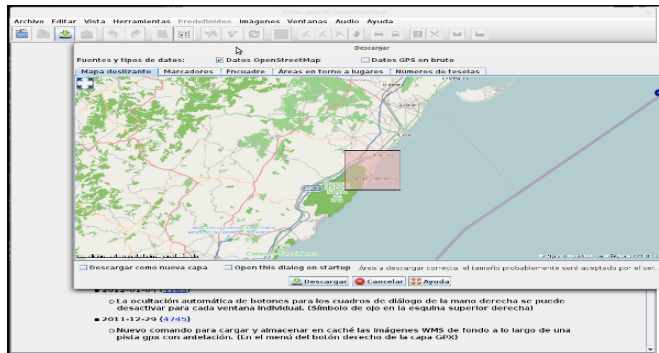 Archivo Editar Vista Herramientas Predefinidos Imágenes Ventanas Audio Ayuda
Descargar
Fuentes y tipos de datos: Datos OpenStreetMap Datos GPS en bruto
Mapa deslizante Marcadores Encuadre Áreas en torno a lugares Números de teselas
Descargar como nueva capa Open this dialog on startup Área a descargar correcta, el tamaño probablemente será aceptado por el ser
Descargar Cancelar Ayuda
La ocultación automática de botones para los cuadros de diálogo de la mano derecha se puede
desactivar para cada ventana individual. [Símbolo de ojo en la esquina superior derecha]
2011-12-29 (4745)
Nuevo comando para cargar y almacenar en caché las imágenes WMS de fondo a lo largo de una
pista gpx con antelación. (En el menú del botón derecho de la capa GPX)